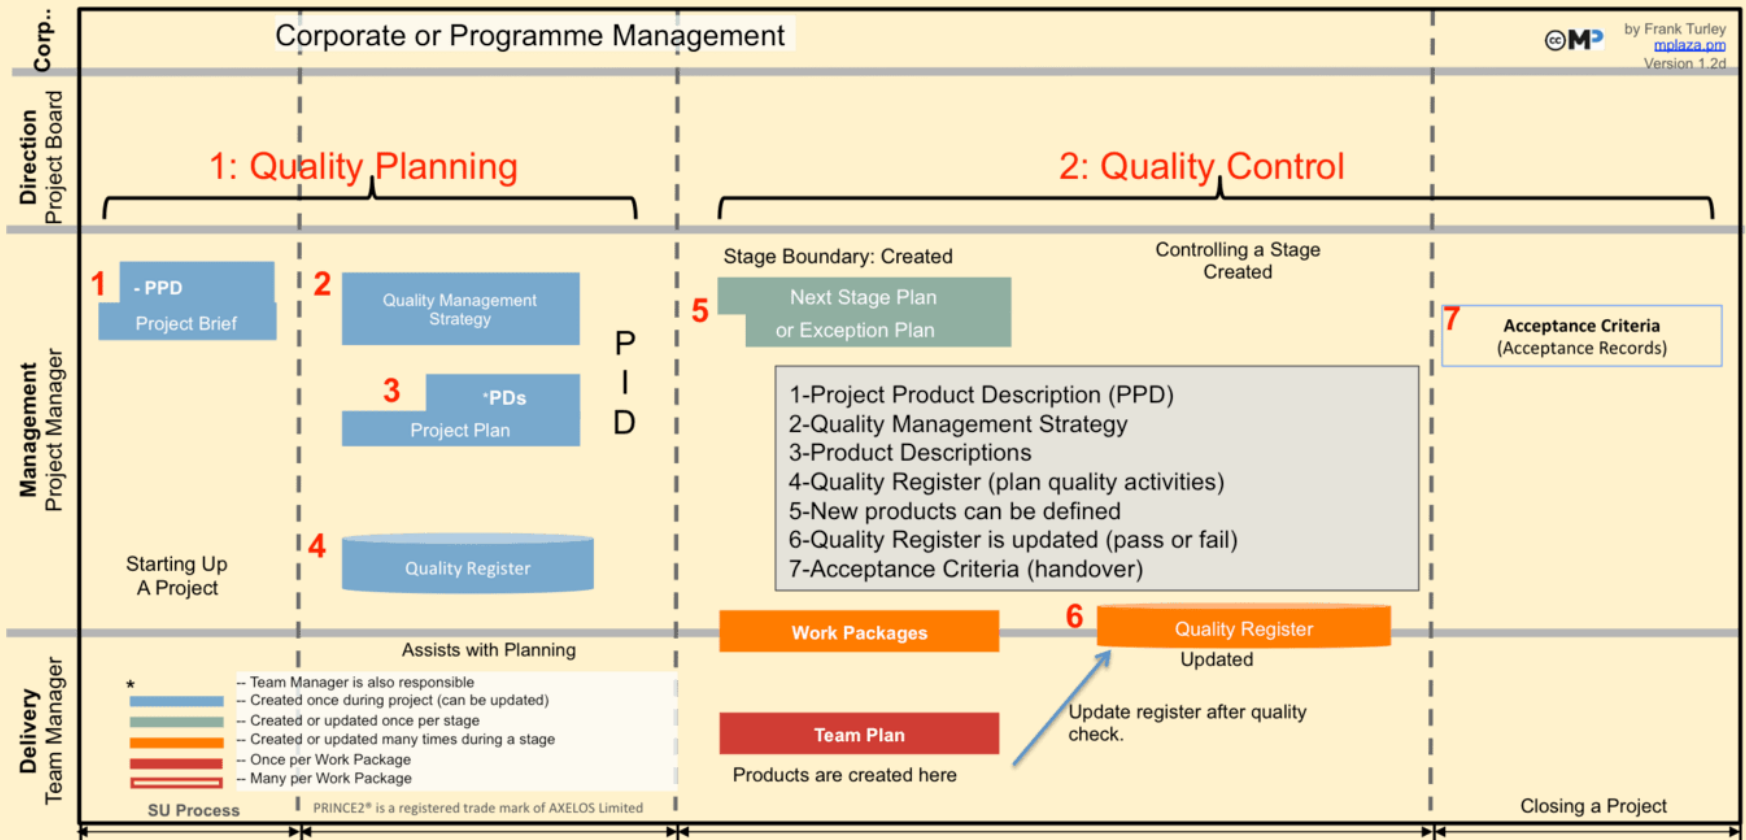 Corp..
Corporate or Programme Management
cc MP
by Frank Turley
mplaza.pm
Version 1.2d
Direction
Project Board
1: Quality Planning
2: Quality Control
Management
Project Manager
1
- PPD
Project Brief
Starting Up
A Project
2
Quality Management
Strategy
3
*PDs
Project Plan
P
I
D
4
Quality Register
Stage Boundary: Created
5
Next Stage Plan
or Exception Plan
Controlling a Stage
Created
1-Project Product Description (PPD)
2-Quality Management Strategy
3-Product Descriptions
4-Quality Register (plan quality activities)
5-New products can be defined
6-Quality Register is updated (pass or fail)
7-Acceptance Criteria (handover)
7
Acceptance Criteria
(Acceptance Records)
Work Packages
6
Quality Register
Updated
Delivery
Team Manager
Assists with Planning
* -- Team Manager is also responsible
-- Created once during project (can be updated)
-- Created or updated once per stage
-- Created or updated many times during a stage
-- Once per Work Package
-- Many per Work Package
Team Plan
Products are created here
Update register after quality
check.
SU Process
PRINCE2® is a registered trade mark of AXELOS Limited
Closing a Project